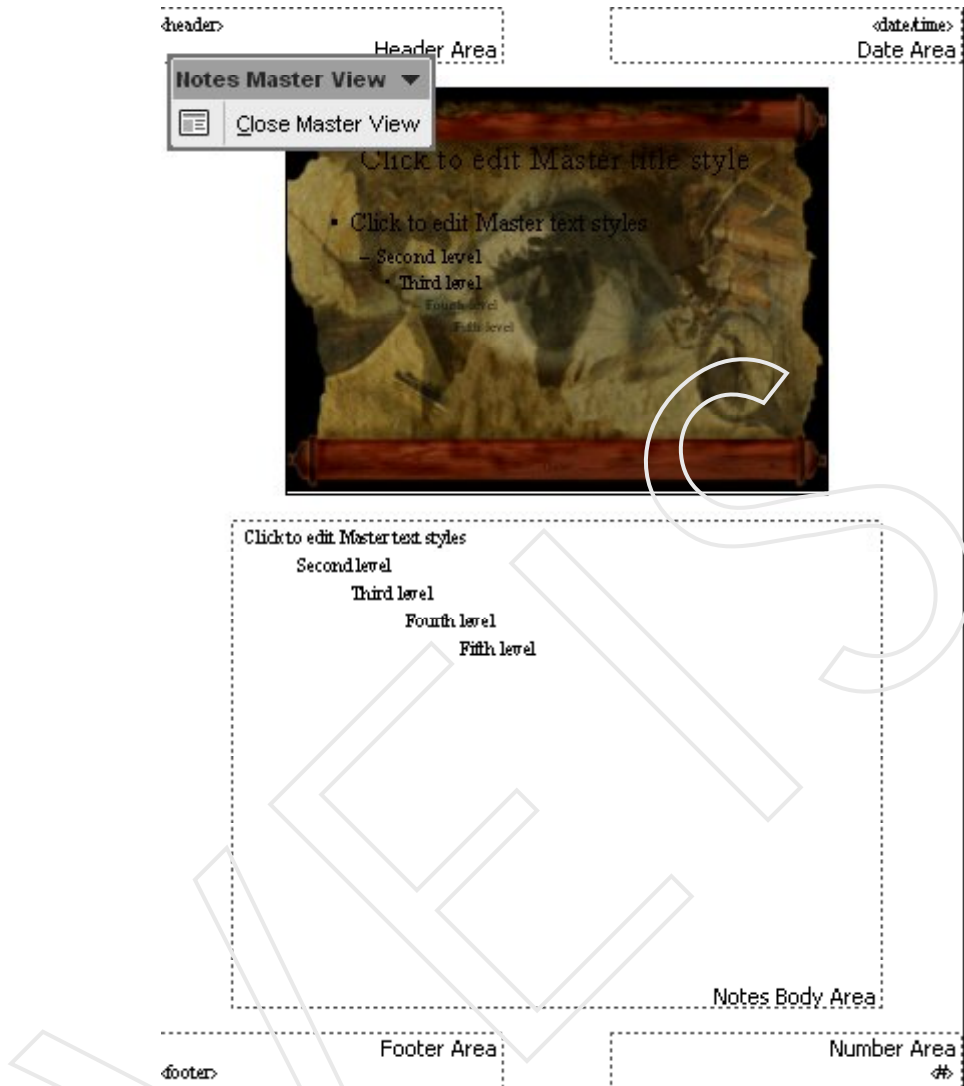 <header>
<date/time>
Header Area
Date Area
Notes Master View
Close Master View
Click to edit Master title style
• Click to edit Master text styles
– Second level
• Third level
– Fourth level
Fifth level
Click to edit Master text styles
Second level
Third level
Fourth level
Fifth level
Notes Body Area
Footer Area
Number Area
<footer>
<#>